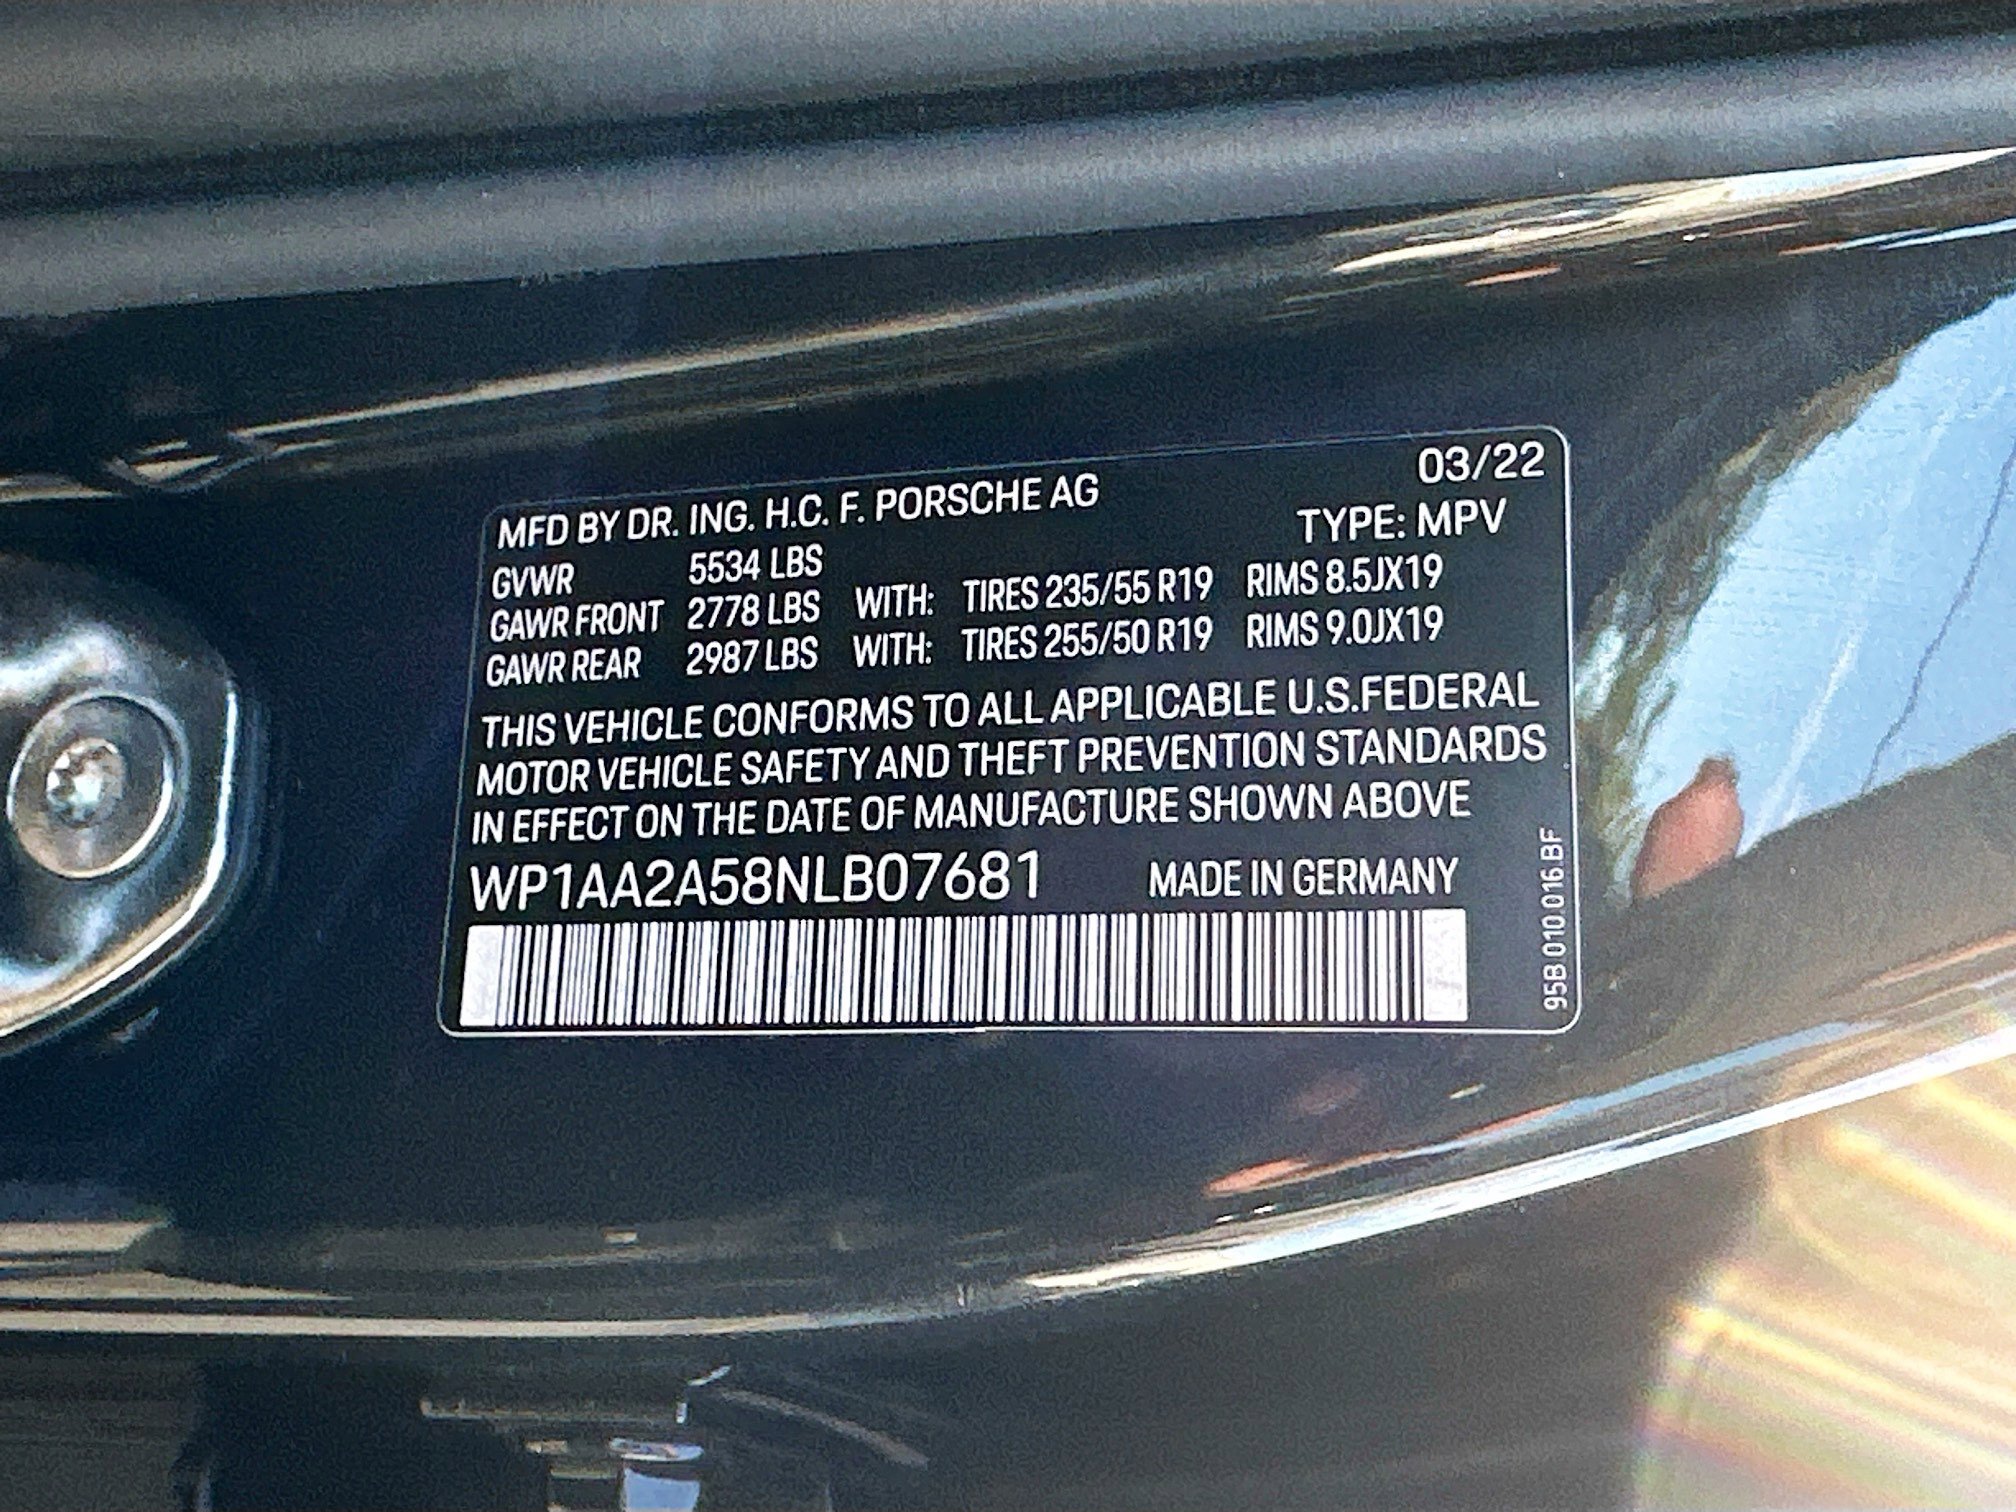 03/22
MFD BY DR. ING. H.C. F. PORSCHE AG
TYPE: MPV
GVWR 5534 LBS
GAWR FRONT 2778 LBS WITH: TIRES 235/55 R19 RIMS 8.5JX19
GAWR REAR 2987 LBS WITH: TIRES 255/50 R19 RIMS 9.0JX19
THIS VEHICLE CONFORMS TO ALL APPLICABLE U.S.FEDERAL
MOTOR VEHICLE SAFETY AND THEFT PREVENTION STANDARDS
IN EFFECT ON THE DATE OF MANUFACTURE SHOWN ABOVE
WP1AA2A58NLB07681 MADE IN GERMANY
95B 010 016.BF